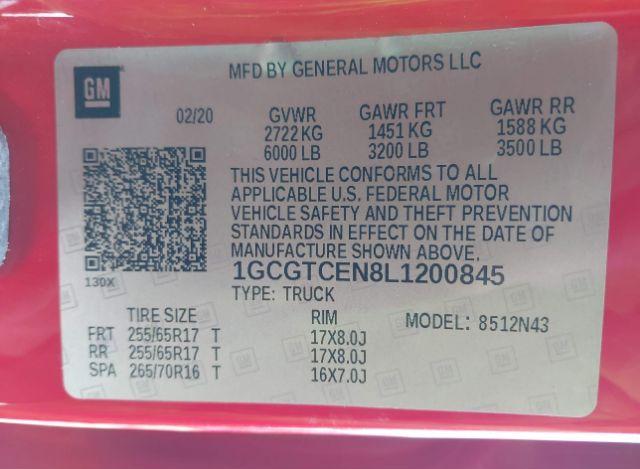 GM
MFD BY GENERAL MOTORS LLC
02/20 GVWR GAWR FRT GAWR RR
2722 KG 1451 KG 1588 KG
6000 LB 3200 LB 3500 LB
THIS VEHICLE CONFORMS TO ALL
APPLICABLE U.S. FEDERAL MOTOR
VEHICLE SAFETY AND THEFT PREVENTION
STANDARDS IN EFFECT ON THE DATE OF
MANUFACTURE SHOWN ABOVE.
130X
1GCGTCEN8L1200845
TYPE: TRUCK
TIRE SIZE RIM MODEL: 8512N43
FRT 255/65R17 T 17X8.0J
RR 255/65R17 T 17X8.0J
SPA 265/70R16 T 16X7.0J